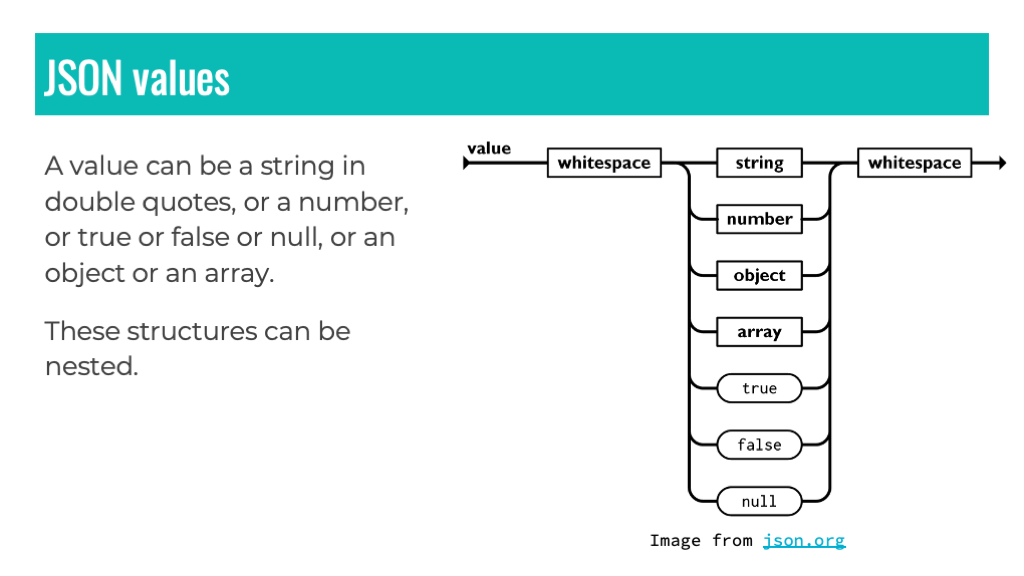 JSON values
A value can be a string in
double quotes, or a number,
or true or false or null, or an
object or an array.
These structures can be
nested.
value
whitespace
string
whitespace
number
object
array
true
false
null
Image from json.org